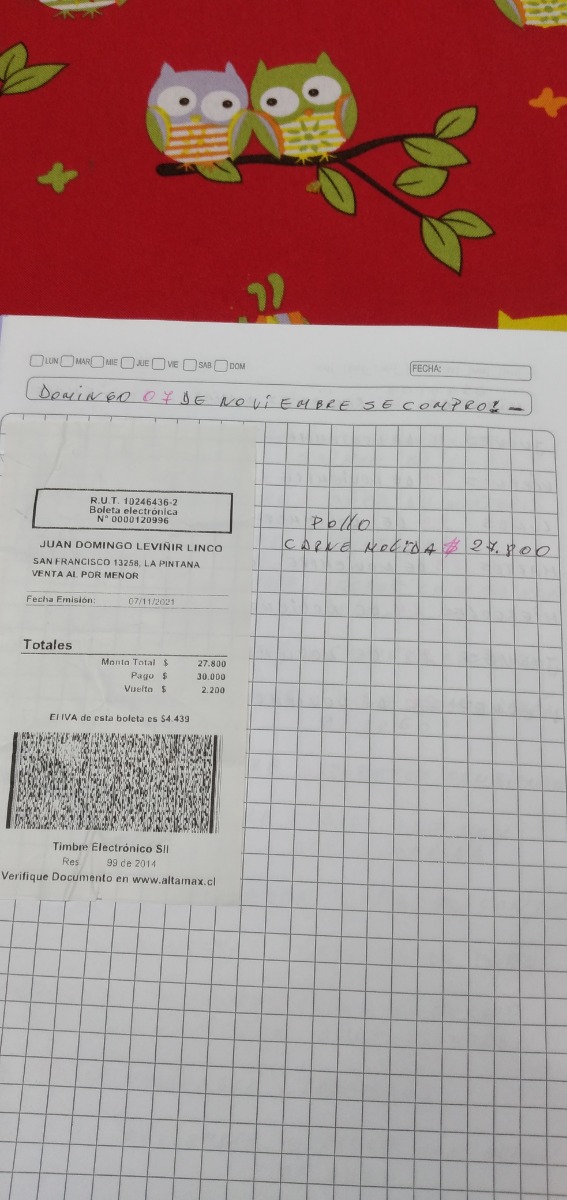 LUN MAR MIE JUE VIE SAB DOM FECHA:
DOMINGO 07 DE NOVIEMBRE SE COMPRO:-
R.U.T. 10246436-2
Boleta electrónica
N° 0000120996
JUAN DOMINGO LEVIÑIR LINCO
SAN FRANCISCO 13258, LA PINTANA
VENTA AL POR MENOR
Fecha Emisión: 07/11/2021
Totales
Monto Total $ 27.800
Pago $ 30.000
Vuelto $ 2.200
El IVA de esta boleta es $4.439
Timbre Electrónico SII
Res 99 de 2014
Verifique Documento en www.altamax.cl
Pollo
CARNE MOLIDA $ 27.800